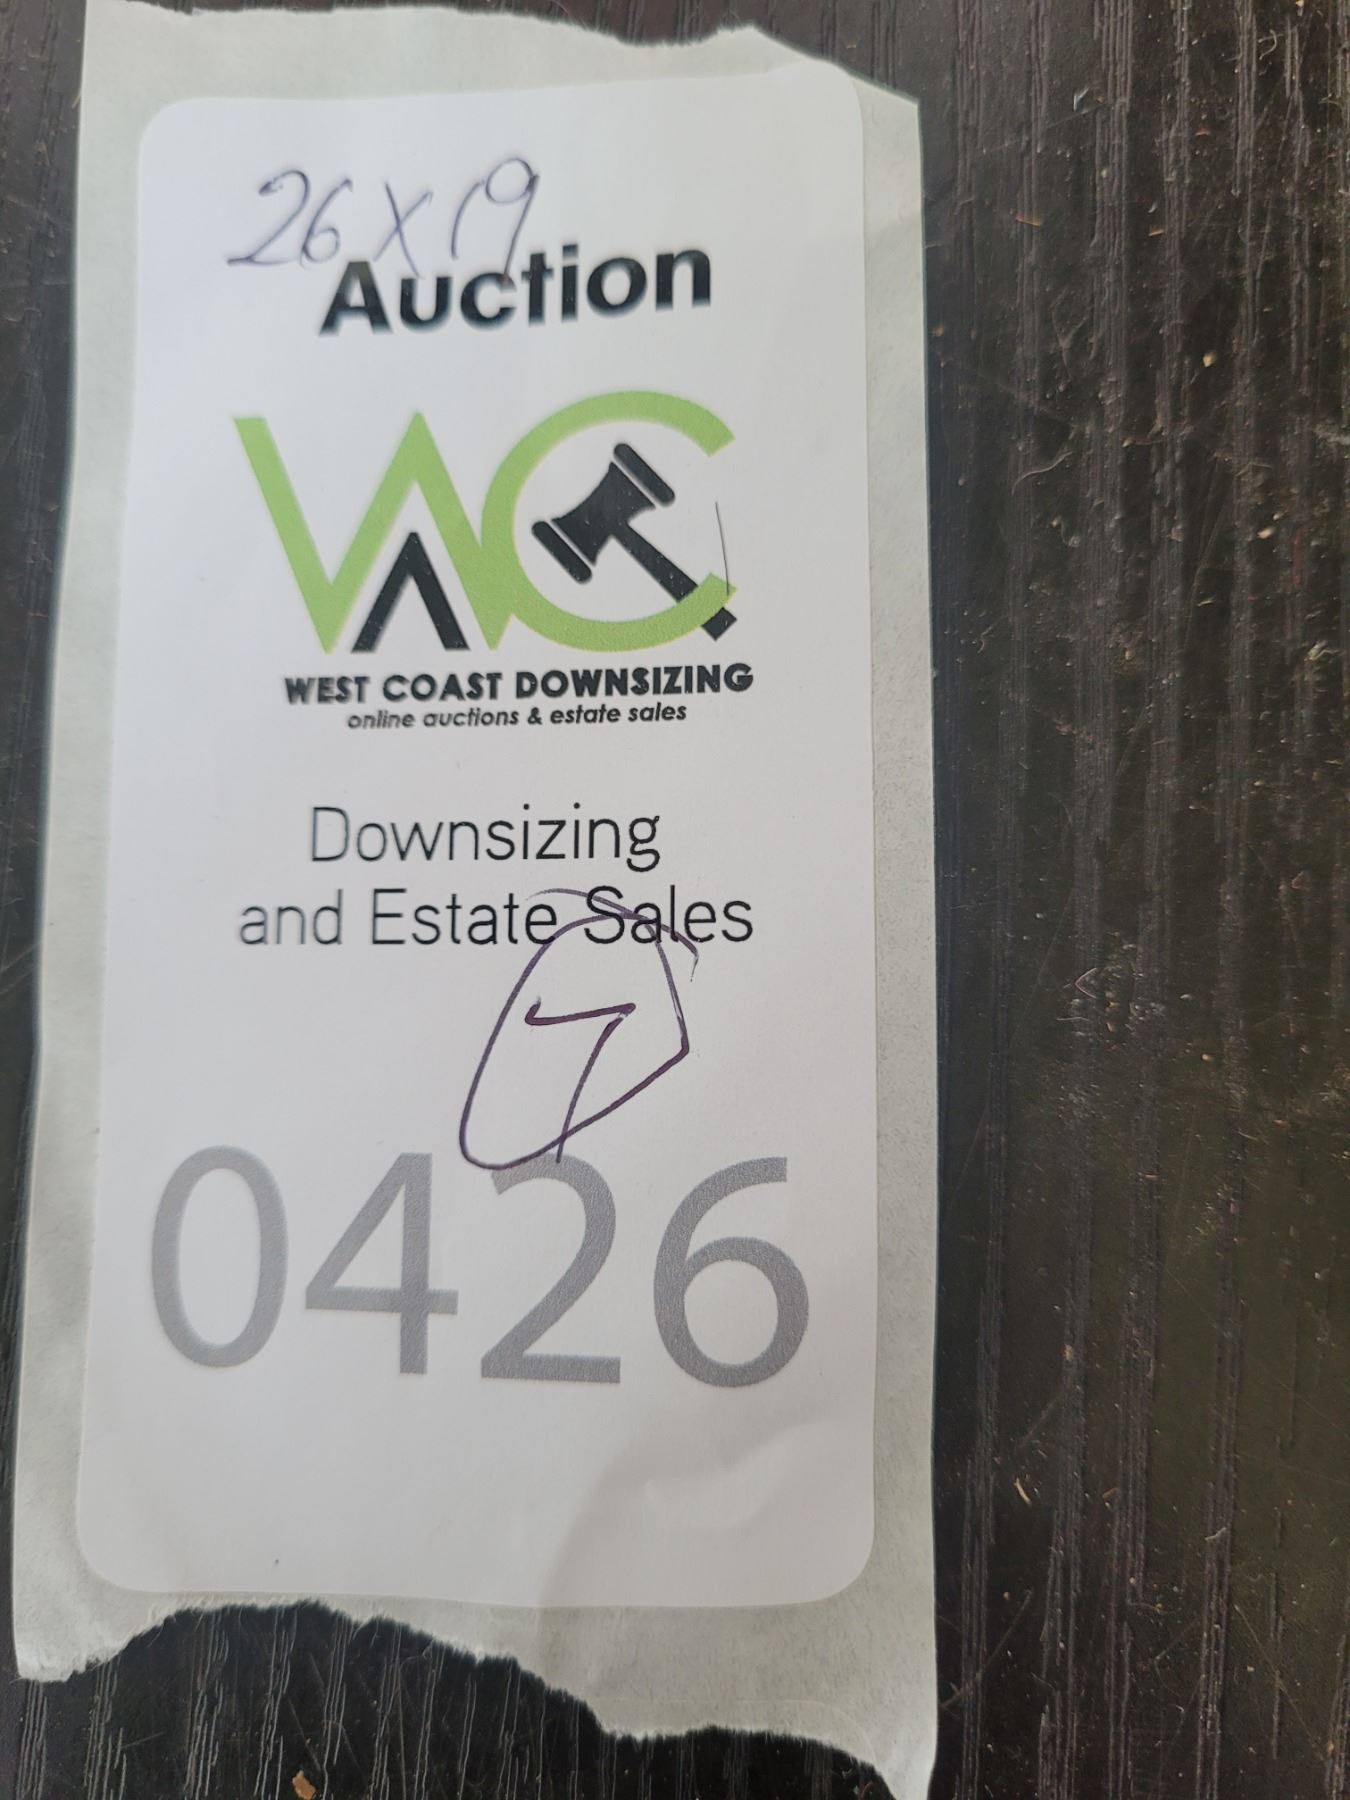 26 X 19
Auction
WC
WEST COAST DOWNSIZING
online auctions & estate sales
Downsizing
and Estate Sales
7
0426